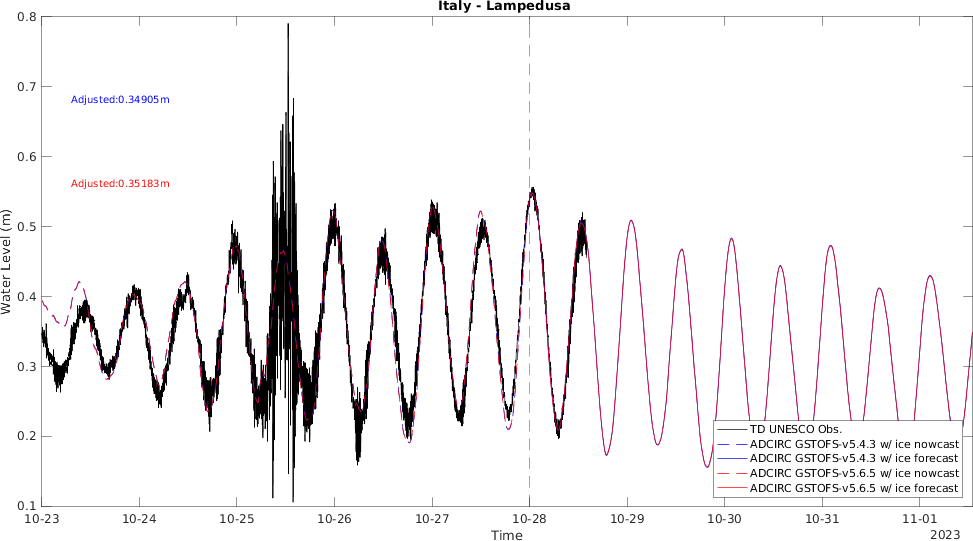 Italy - Lampedusa
0.8
0.7
0.6
0.5
0.4
0.3
0.2
0.1
Water Level (m)
Adjusted:0.34905m
Adjusted:0.35183m
TD UNESCO Obs.
ADCIRC GSTOFS-v5.4.3 w/ ice nowcast
ADCIRC GSTOFS-v5.4.3 w/ ice forecast
ADCIRC GSTOFS-v5.6.5 w/ ice nowcast
ADCIRC GSTOFS-v5.6.5 w/ ice forecast
10-23 10-24 10-25 10-26 10-27 10-28 10-29 10-30 10-31 11-01
Time
2023